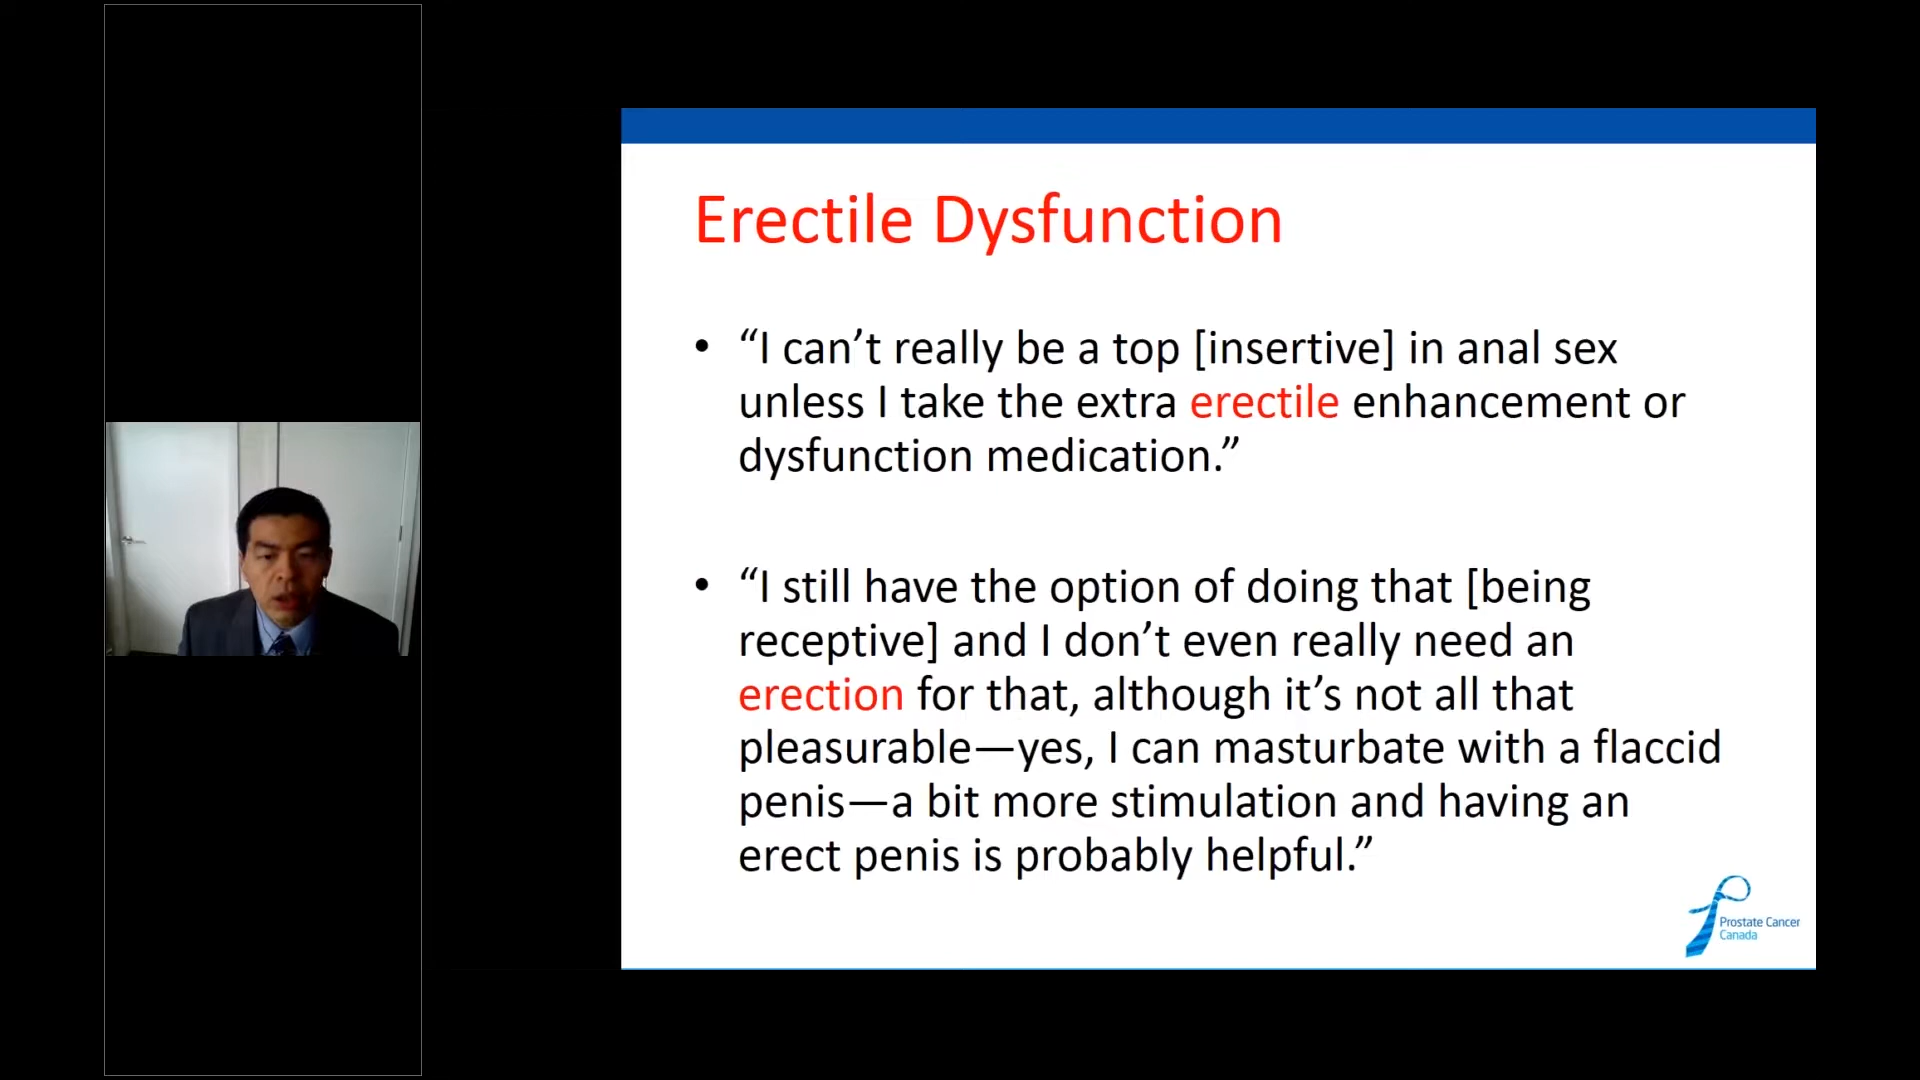 Erectile Dysfunction
• “I can’t really be a top [insertive] in anal sex
unless I take the extra erectile enhancement or
dysfunction medication.”
• “I still have the option of doing that [being
receptive] and I don’t even really need an
erection for that, although it’s not all that
pleasurable—yes, I can masturbate with a flaccid
penis—a bit more stimulation and having an
erect penis is probably helpful.”
Prostate Cancer
Canada